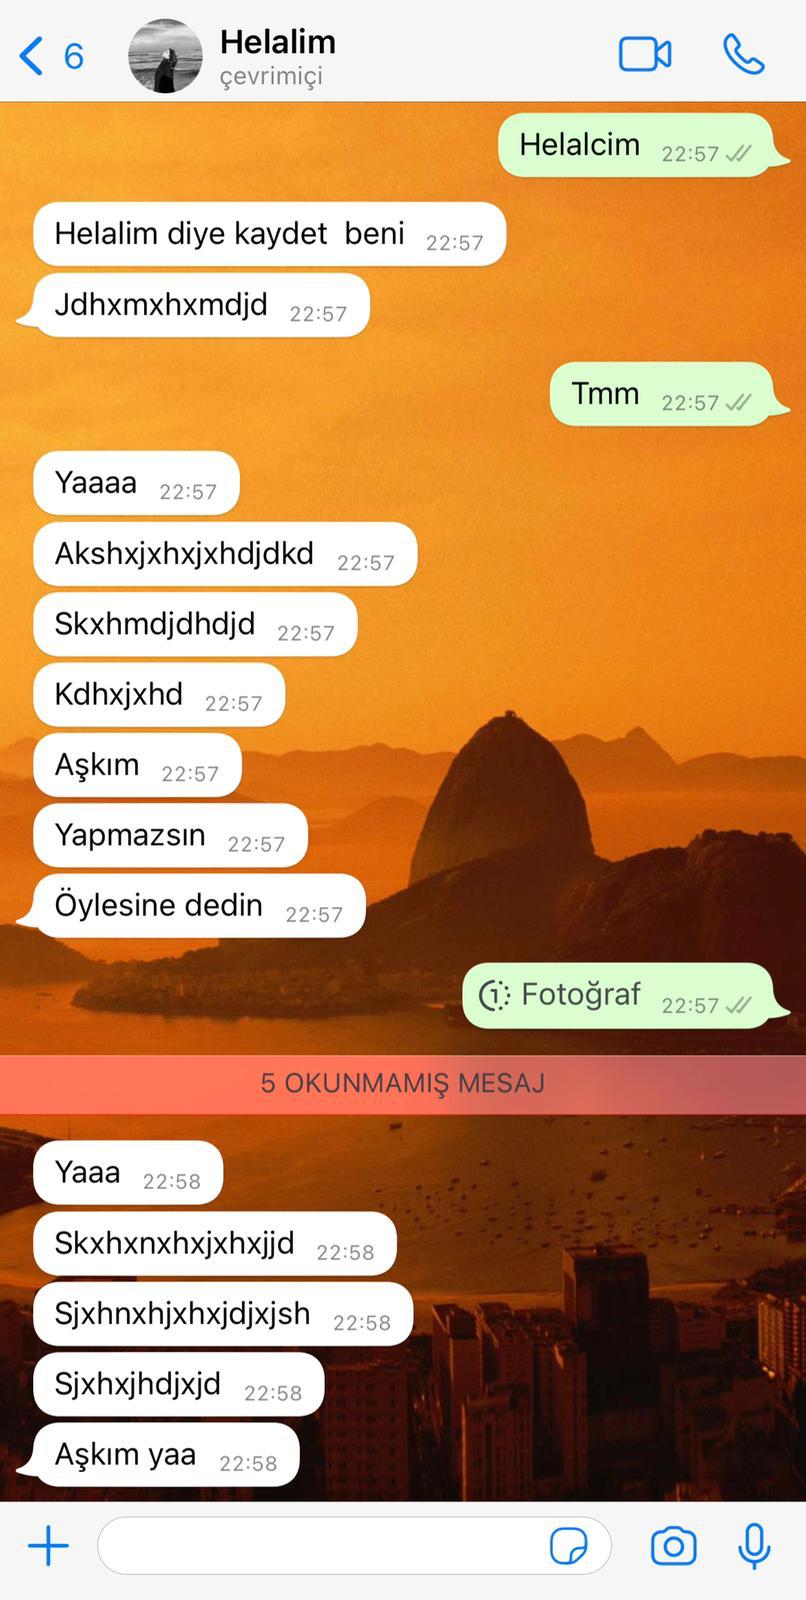 6
Helalim
çevrimiçi
Helalcim 22:57
Helalim diye kaydet  beni 22:57
Jdhxmxhxmdjd 22:57
Tmm 22:57
Yaaaa 22:57
Akshxjxhxjxhdjdkd 22:57
Skxhmdjdhdjd 22:57
Kdhxjxhd 22:57
Aşkım 22:57
Yapmazsın 22:57
Öylesine dedin 22:57
1 Fotoğraf 22:57
5 OKUNMAMIŞ MESAJ
Yaaa 22:58
Skxhxnxhxjxhxjjd 22:58
Sjxhnxhjxhxjdjxjsh 22:58
Sjxhxjhdjxjd 22:58
Aşkım yaa 22:58